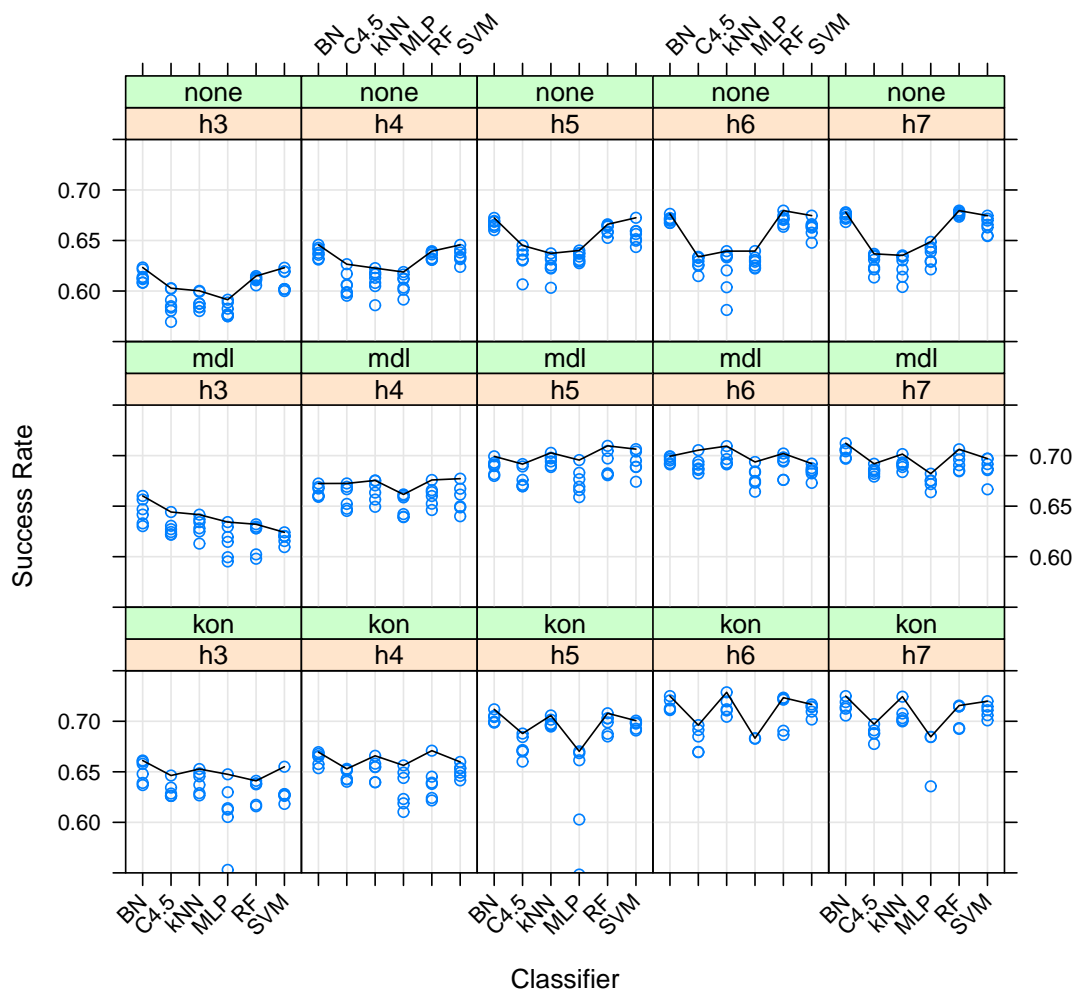 BN C4.5 kNN MLP RF SVM BN C4.5 kNN MLP RF SVM
none none none none none
h3 h4 h5 h6 h7
0.70
0.65
0.60
mdl mdl mdl mdl mdl
h3 h4 h5 h6 h7
0.70
0.65
0.60
kon kon kon kon kon
h3 h4 h5 h6 h7
0.70
0.65
0.60
BN C4.5 kNN MLP RF SVM BN C4.5 kNN MLP RF SVM BN C4.5 kNN MLP RF SVM
Success Rate
Classifier